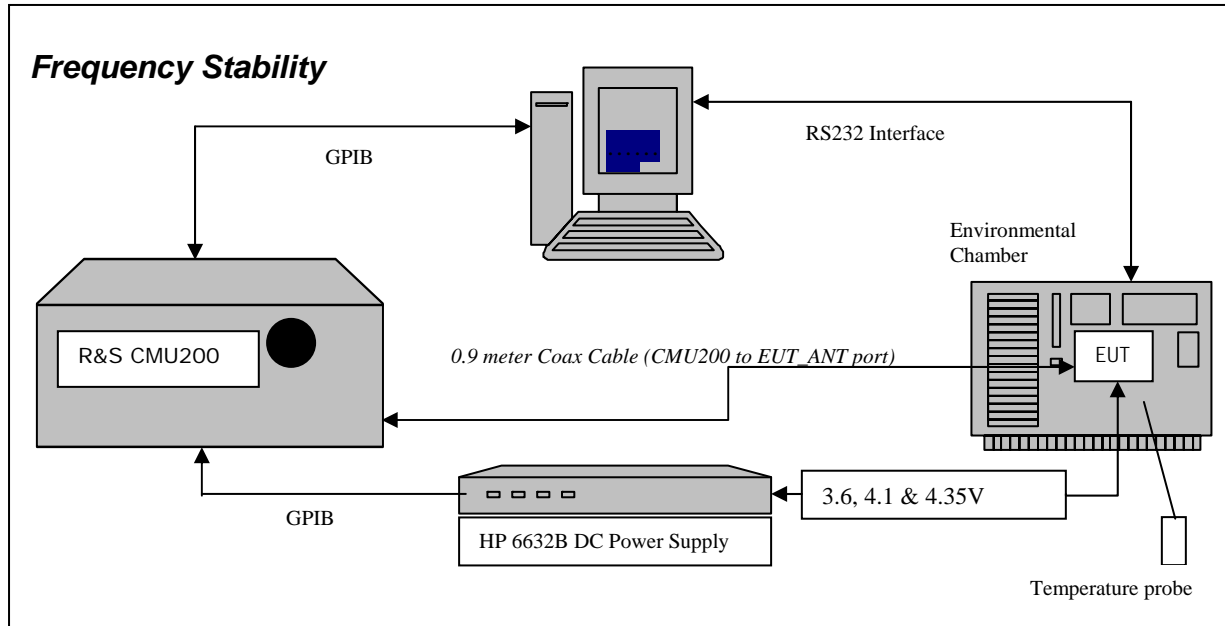 Frequency Stability
GPIB
RS232 Interface
Environmental
Chamber
R&S CMU200
0.9 meter Coax Cable (CMU200 to EUT_ANT port)
EUT
3.6, 4.1 & 4.35V
GPIB
HP 6632B DC Power Supply
Temperature probe